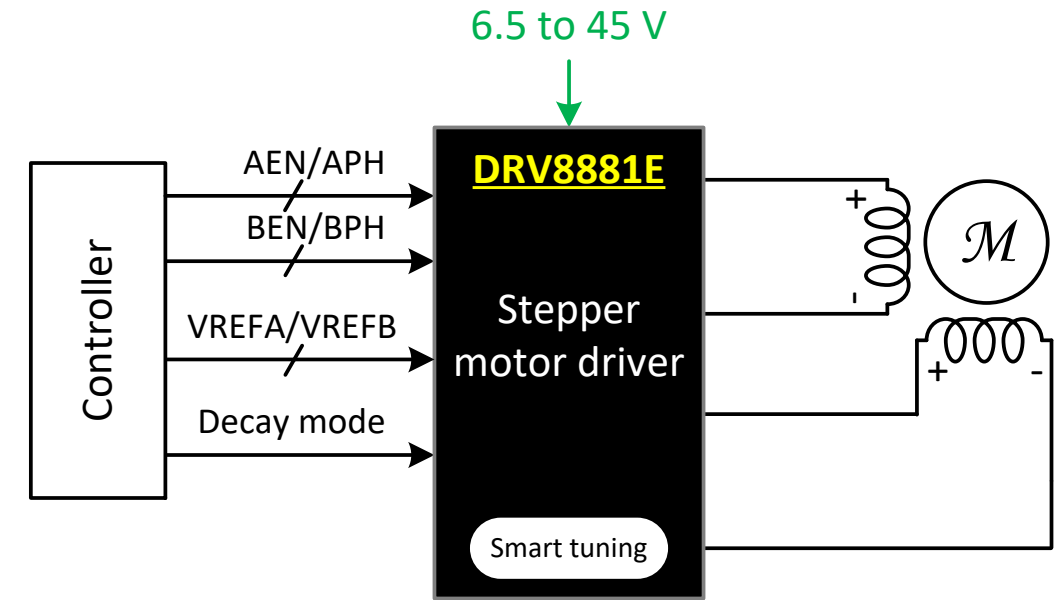 6.5 to 45 V
Controller
AEN/APH
BEN/BPH
VREFA/VREFB
Decay mode
DRV8881E
Stepper
motor driver
Smart tuning
+
-
M
+
-